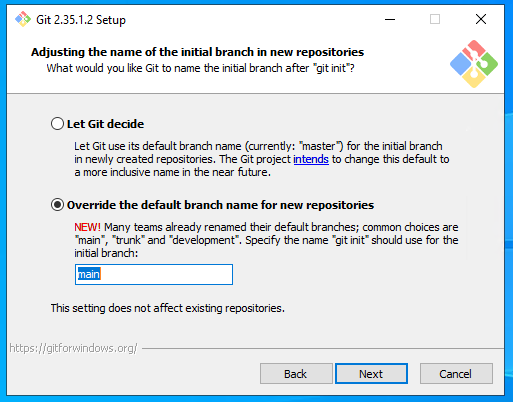 Git 2.35.1.2 Setup
Adjusting the name of the initial branch in new repositories
What would you like Git to name the initial branch after "git init"?
Let Git decide
Let Git use its default branch name (currently: "master") for the initial branch
in newly created repositories. The Git project intends to change this default to
a more inclusive name in the near future.
Override the default branch name for new repositories
NEW! Many teams already renamed their default branches; common choices are
"main", "trunk" and "development". Specify the name "git init" should use for the
initial branch:
main
This setting does not affect existing repositories.
https://gitforwindows.org/
Back
Next
Cancel